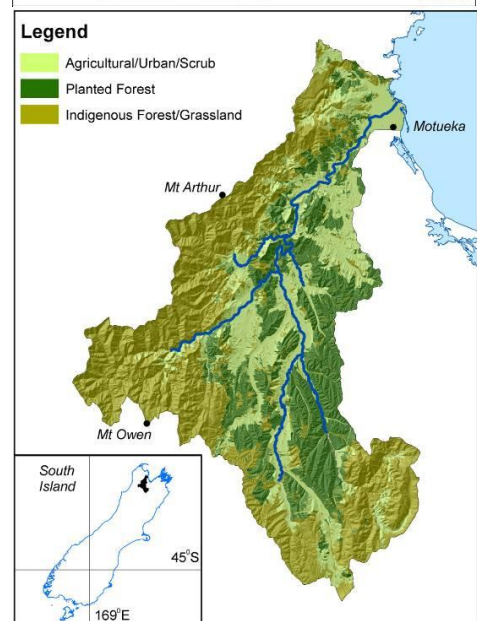 Legend
Agricultural/Urban/Scrub
Planted Forest
Indigenous Forest/Grassland
Motueka
Mt Arthur
Mt Owen
South
Island
45°S
169°E